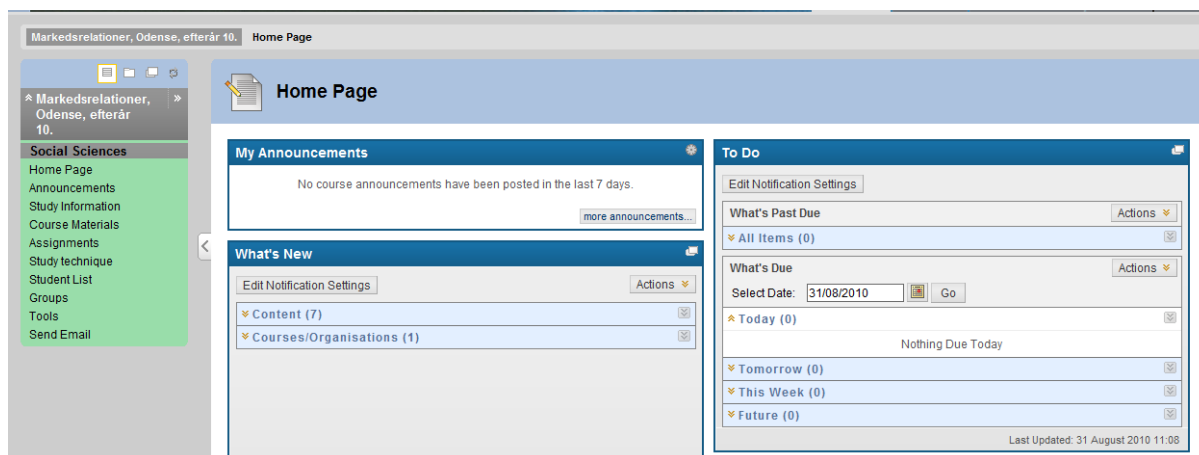 Markedsrelationer, Odense, efterår 10. Home Page
Markedsrelationer,
Odense, efterår
10.
Social Sciences
Home Page
Announcements
Study Information
Course Materials
Assignments
Study technique
Student List
Groups
Tools
Send Email
Home Page
My Announcements
No course announcements have been posted in the last 7 days.
more announcements...
What's New
Edit Notification Settings
Actions
Content (7)
Courses/Organisations (1)
To Do
Edit Notification Settings
What's Past Due
Actions
All Items (0)
What's Due
Actions
Select Date: 31/08/2010 Go
Today (0)
Nothing Due Today
Tomorrow (0)
This Week (0)
Future (0)
Last Updated: 31 August 2010 11:08